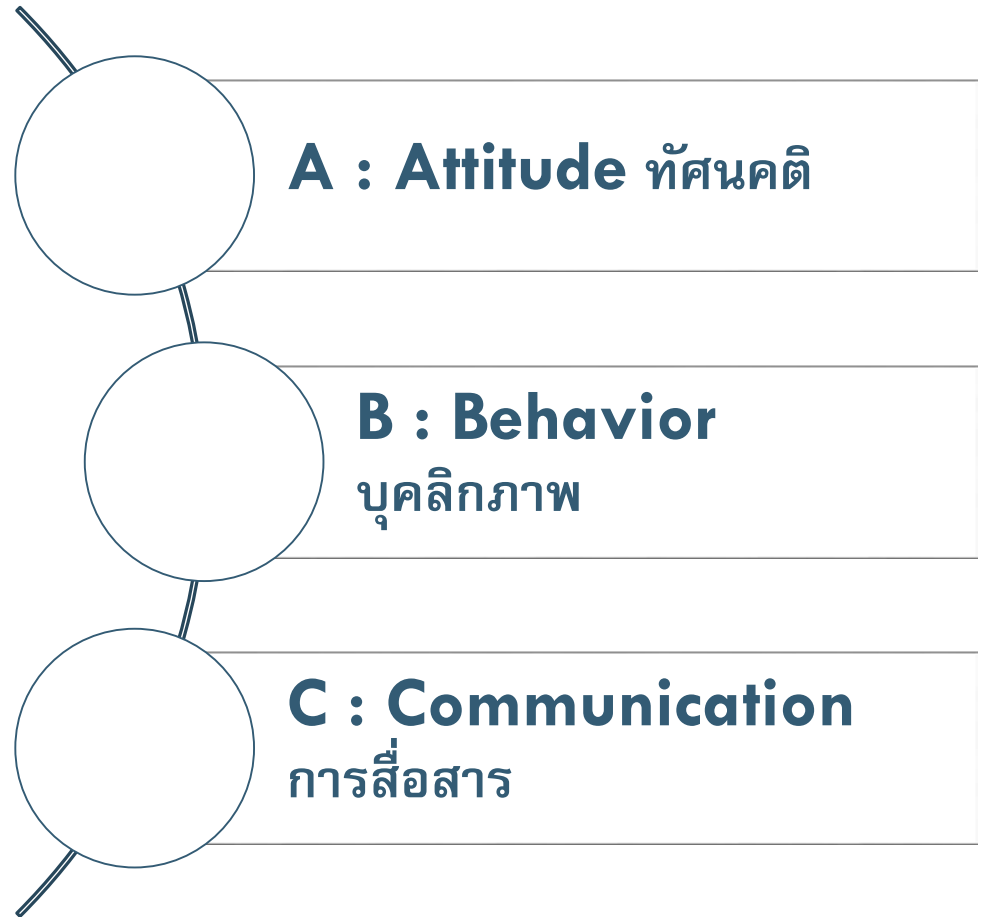 A : Attitude ทัศนคติ
B : Behavior
บุคลิกภาพ
C : Communication
การสื่อสาร